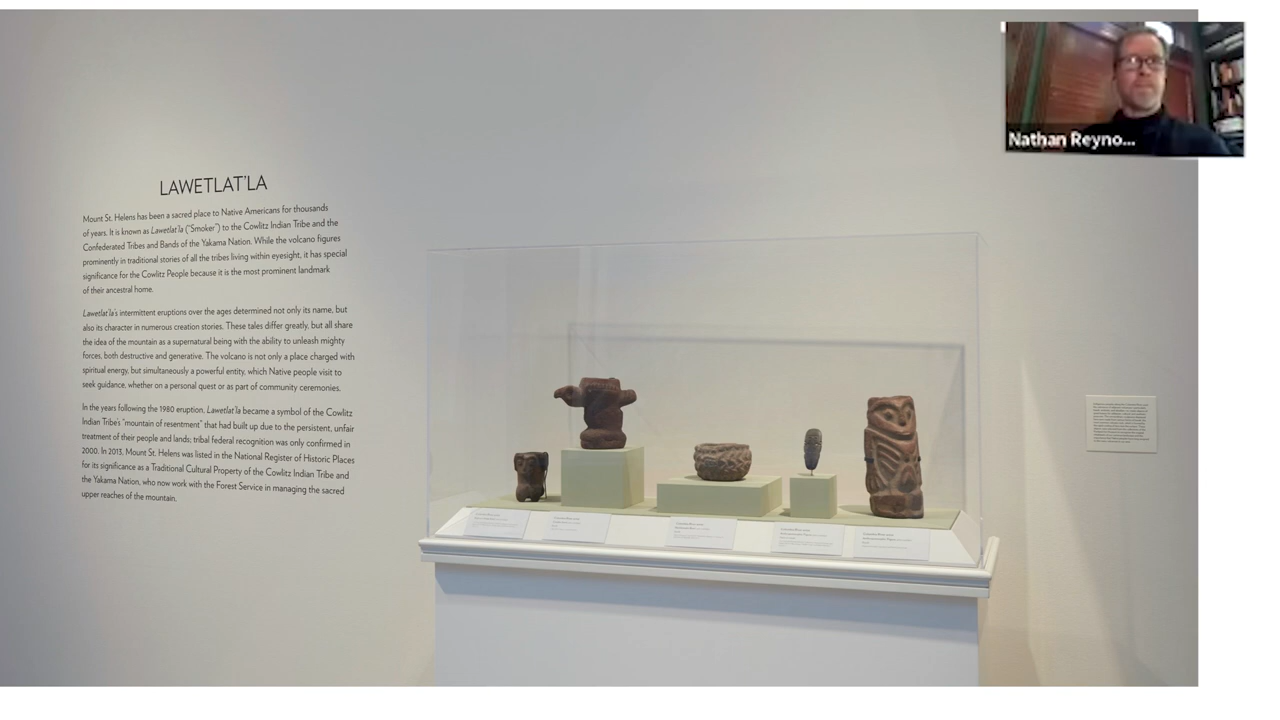 LAWETLAT'LA
Mount St. Helens has been a sacred place to Native Americans for thousands
of years. It is known as Lawetlat'la ("Smoker") to the Cowlitz Indian Tribe and the
Confederated Tribes and Bands of the Yakama Nation. While the volcano figures
prominently in traditional stories of all the tribes living within eyesight, it has special
significance for the Cowlitz People because it is the most prominent landmark
of their ancestral home.
Lawetlat'la's intermittent eruptions over the ages determined not only its name, but
also its character in numerous creation stories. These tales differ greatly, but all share
the idea of the mountain as a supernatural being with the ability to unleash mighty
forces, both destructive and generative. The volcano is not only a place charged with
spiritual energy, but simultaneously a powerful entity, which Native people visit to
seek guidance, whether on a personal quest or as part of community ceremonies.
In the years following the 1980 eruption, Lawetlat'la became a symbol of the Cowlitz
Indian Tribe's "mountain of resentment" that had built up due to the persistent, unfair
treatment of their people and lands; tribal federal recognition was only confirmed in
2000. In 2013, Mount St. Helens was listed in the National Register of Historic Places
for its significance as a Traditional Cultural Property of the Cowlitz Indian Tribe and
the Yakama Nation, who now work with the Forest Service in managing the sacred
upper reaches of the mountain.
Nathan Reyno...